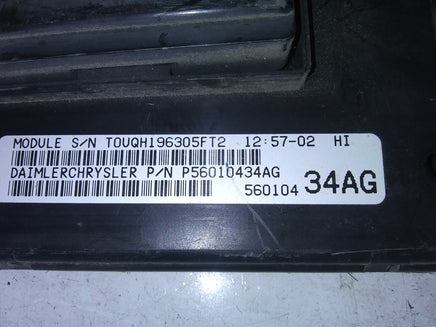 MODULE S/N TOUQH196305FT2 12:57-02 HI
DAIMLERCHRYSLER P/N P56010434AG
560104 34AG